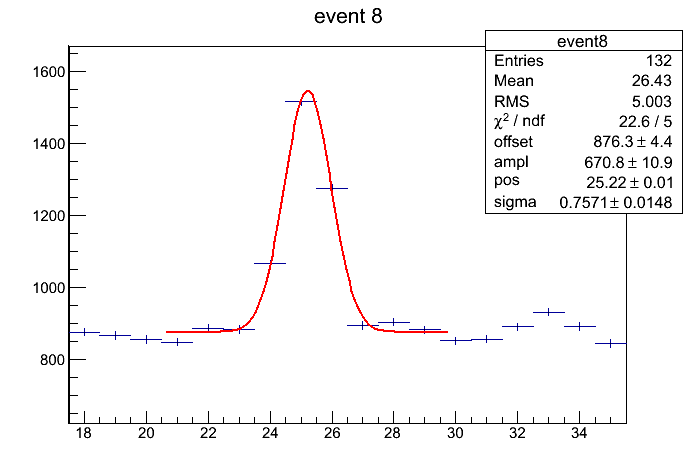 event 8
event8
Entries 132
Mean 26.43
RMS 5.003
χ² / ndf 22.6 / 5
offset 876.3 ± 4.4
ampl 670.8 ± 10.9
pos 25.22 ± 0.01
sigma 0.7571 ± 0.0148
1600
1400
1200
1000
800
18 20 22 24 26 28 30 32 34